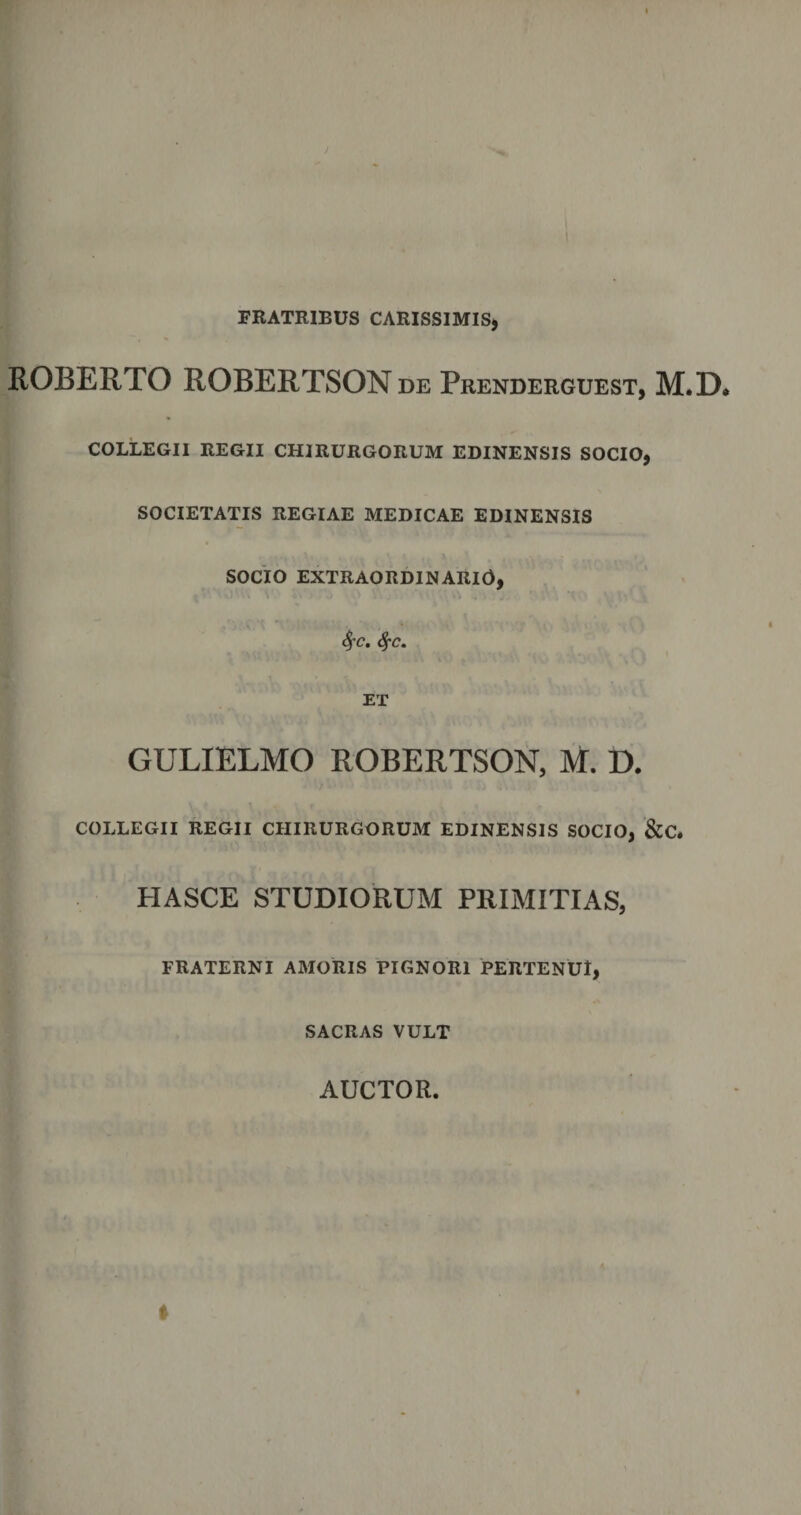 FRATRIBUS CARISSIMIS,
ROBERTO ROBERTSON DE PRENDERGUEST, M.D.
COLLEGII REGII CHIRURGORUM EDINENSIS SOCIO,
SOCIETATIS REGIAE MEDICAE EDINENSIS
SOCIO EXTRAORDINARIO,
&c. &c.
ET
GULIELMO ROBERTSON, M. D.
COLLEGII REGII CHIRURGORUM EDINENSIS SOCIO, &c.
HASCE STUDIORUM PRIMITIAS,
FRATERNI AMORIS PIGNORI PERTENUI,
SACRAS VULT
AUCTOR.